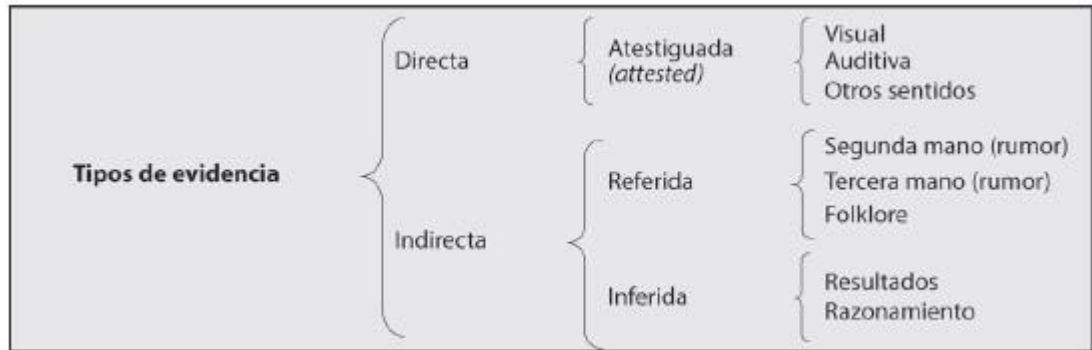 Tipos de evidencia
Directa
Atestiguada
(attested)
Visual
Auditiva
Otros sentidos
Indirecta
Referida
Segunda mano (rumor)
Tercera mano (rumor)
Folklore
Inferida
Resultados
Razonamiento